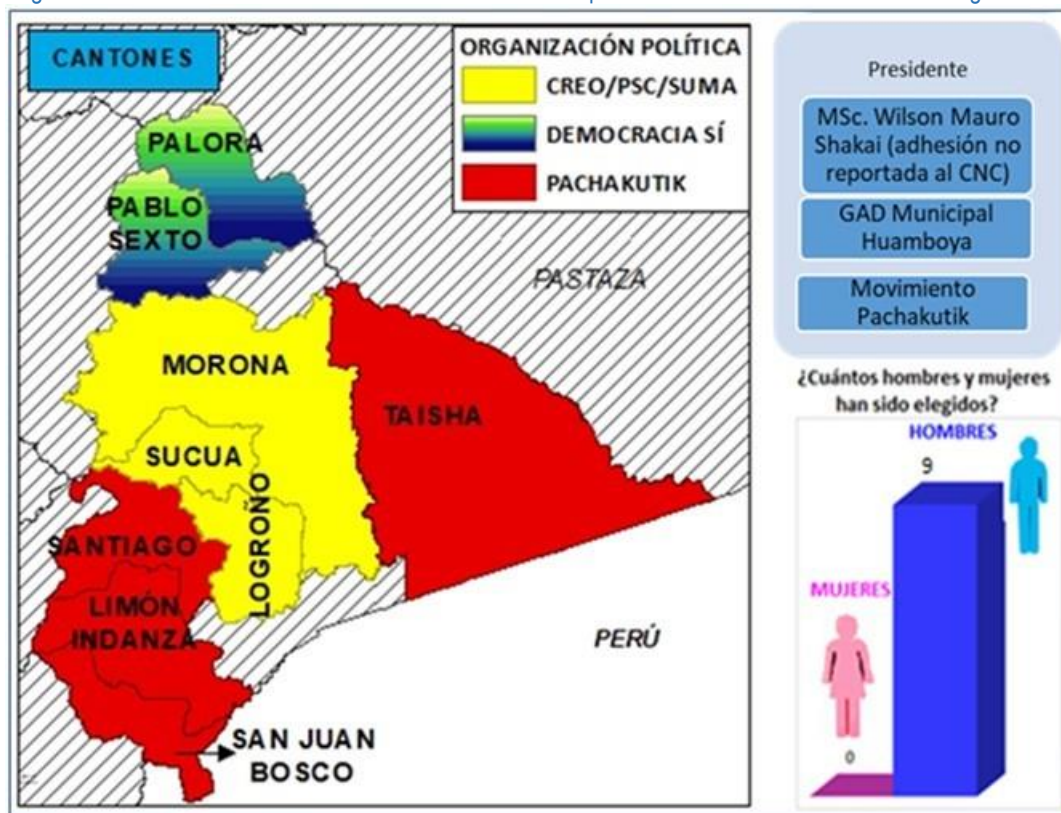 CANTONES
ORGANIZACIÓN POLÍTICA
CREO/PSC/SUMA
DEMOCRACIA SÍ
PACHAKUTIK
PALORA
PABLO
SEXTO
PASTAZA
MORONA
TAISHA
SUCUA
LOGROÑO
SANTIAGO
LIMÓN
INDANZA
PERÚ
SAN JUAN
BOSCO
Presidente
MSc. Wilson Mauro
Shakai (adhesión no
reportada al CNC)
GAD Municipal
Huamboya
Movimiento
Pachakutik
¿Cuántos hombres y mujeres
han sido elegidos?
HOMBRES
9
MUJERES
0